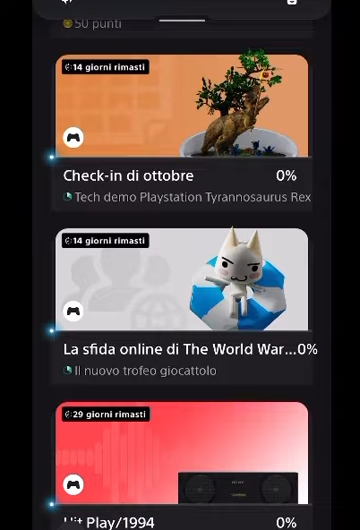 50 punti
14 giorni rimasti
Check-in di ottobre 0%
Tech demo Playstation Tyrannosaurus Rex
14 giorni rimasti
La sfida online di The World War...0%
Il nuovo trofeo giocattolo
29 giorni rimasti
Hit Play/1994 0%